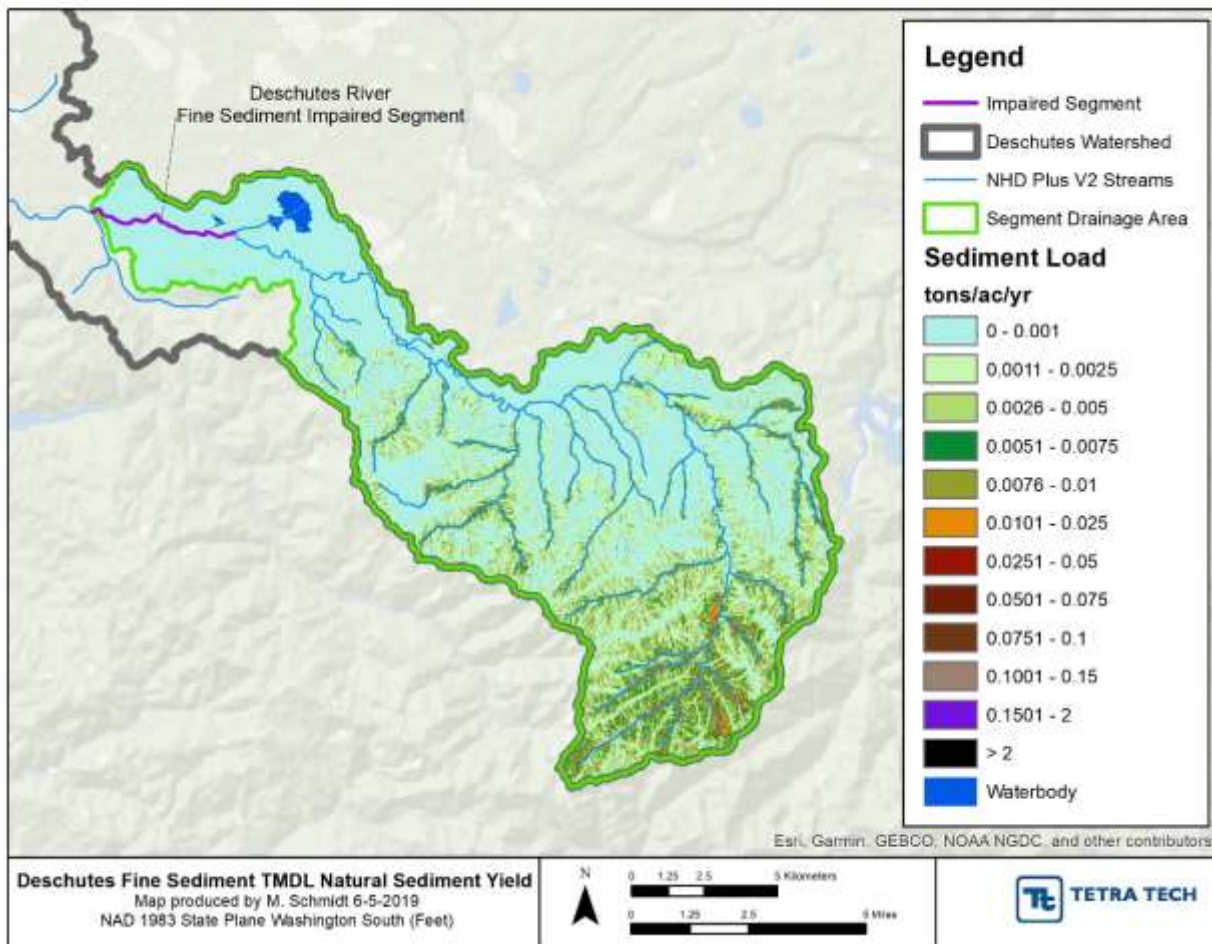 Deschutes River
Fine Sediment Impaired Segment
Legend
Impaired Segment
Deschutes Watershed
NHD Plus V2 Streams
Segment Drainage Area
Sediment Load
tons/ac/yr
0 - 0.001
0.0011 - 0.0025
0.0026 - 0.005
0.0051 - 0.0075
0.0076 - 0.01
0.0101 - 0.025
0.0251 - 0.05
0.0501 - 0.075
0.0751 - 0.1
0.1001 - 0.15
0.1501 - 2
> 2
Waterbody
Esri, Garmin, GEBCO, NOAA NGDC, and other contributors
Deschutes Fine Sediment TMDL Natural Sediment Yield
Map produced by M. Schmidt 6-5-2019
NAD 1983 State Plane Washington South (Feet)
N
0 1.25 2.5 5 Kilometers
0 1.25 2.5 5 Miles
Tt TETRA TECH